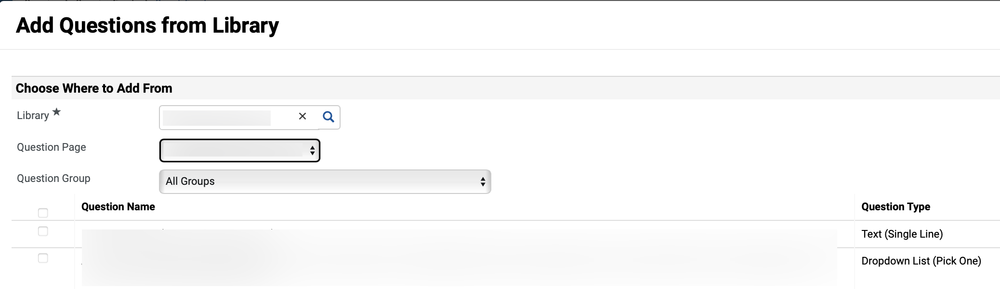 Add Questions from Library
Choose Where to Add From
Library ★
Question Page
Question Group
All Groups
Question Name
Question Type
Text (Single Line)
Dropdown List (Pick One)